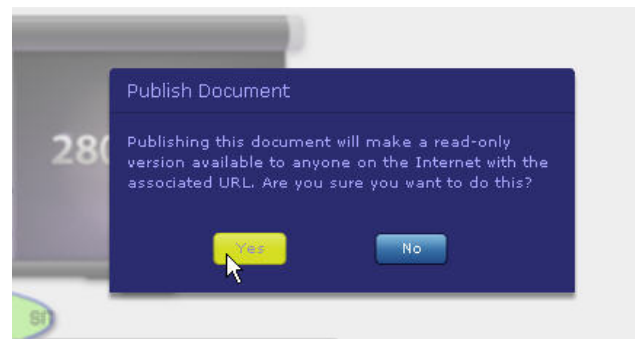 Publish Document
280
Publishing this document will make a read-only
version available to anyone on the Internet with the
associated URL. Are you sure you want to do this?
Yes
No